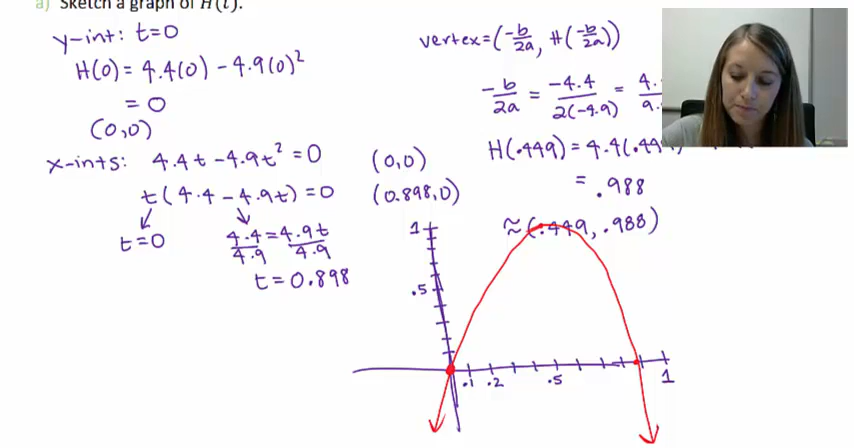 a) Sketch a graph of H(t).
y-int: t=0
H(0) = 4.4(0) - 4.9(0)²
= 0
(0,0)
x-ints: 4.4t - 4.9t² = 0
t(4.4 - 4.9t) = 0
t=0
4.4 = 4.9t
4.9 4.9
t = 0.898
(0,0)
(0.898,0)
vertex = (-b/2a, H(-b/2a))
-b/2a = -4.4/2(-4.9) = 4./9.
H(.449) = 4.4(.449)
= .988
≈ (.449, .988)
1
.5
.1 .2 .5 1